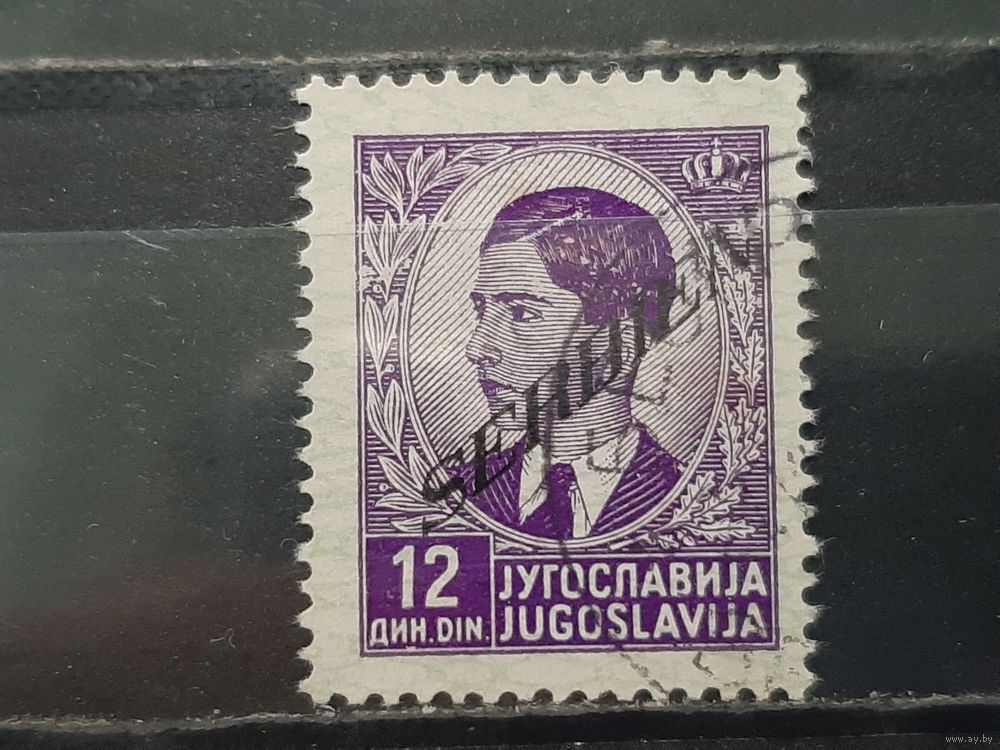 SERBIEN
12
ДИН. DIN.
ЈУГОСЛАВИЈА
JUGOSLAVIJA
www.ay.by